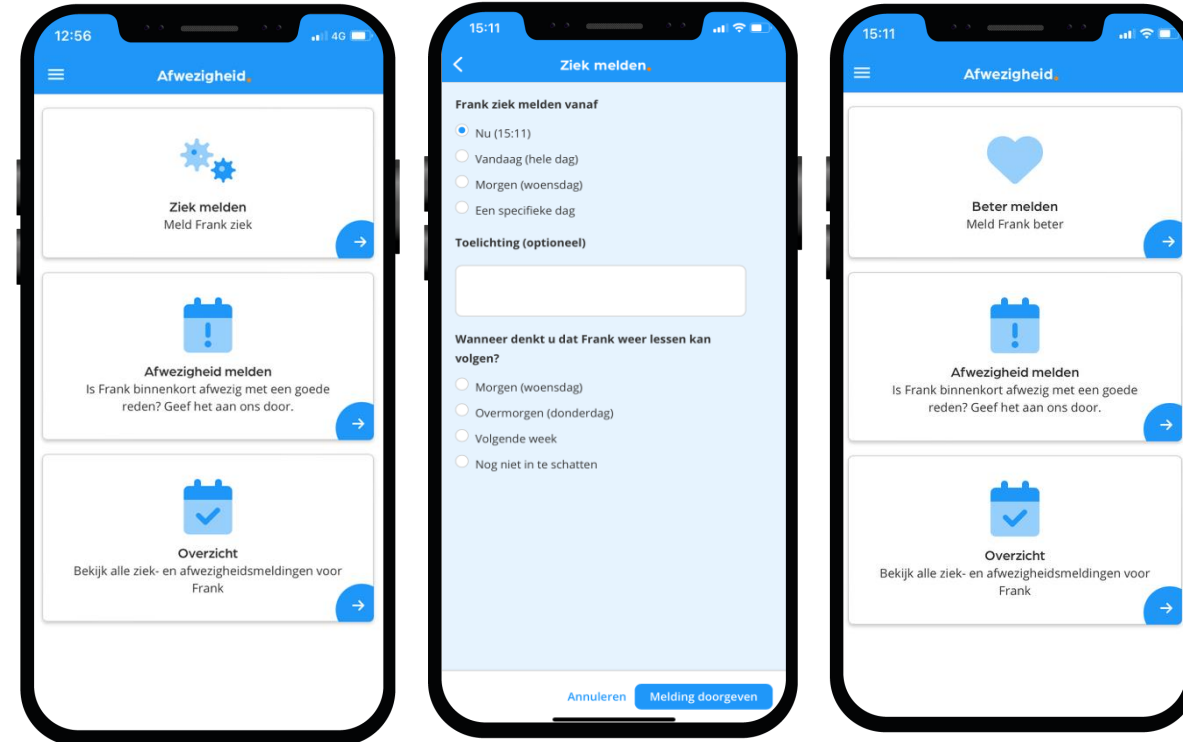 12:56
4G
Afwezigheid.
Ziek melden
Meld Frank ziek
Afwezigheid melden
Is Frank binnenkort afwezig met een goede
reden? Geef het aan ons door.
Overzicht
Bekijk alle ziek- en afwezigheidsmeldingen voor
Frank
15:11
Ziek melden.
Frank ziek melden vanaf
Nu (15:11)
Vandaag (hele dag)
Morgen (woensdag)
Een specifieke dag
Toelichting (optioneel)
Wanneer denkt u dat Frank weer lessen kan
volgen?
Morgen (woensdag)
Overmorgen (donderdag)
Volgende week
Nog niet in te schatten
Annuleren
Melding doorgeven
15:11
Afwezigheid.
Beter melden
Meld Frank beter
Afwezigheid melden
Is Frank binnenkort afwezig met een goede
reden? Geef het aan ons door.
Overzicht
Bekijk alle ziek- en afwezigheidsmeldingen voor
Frank